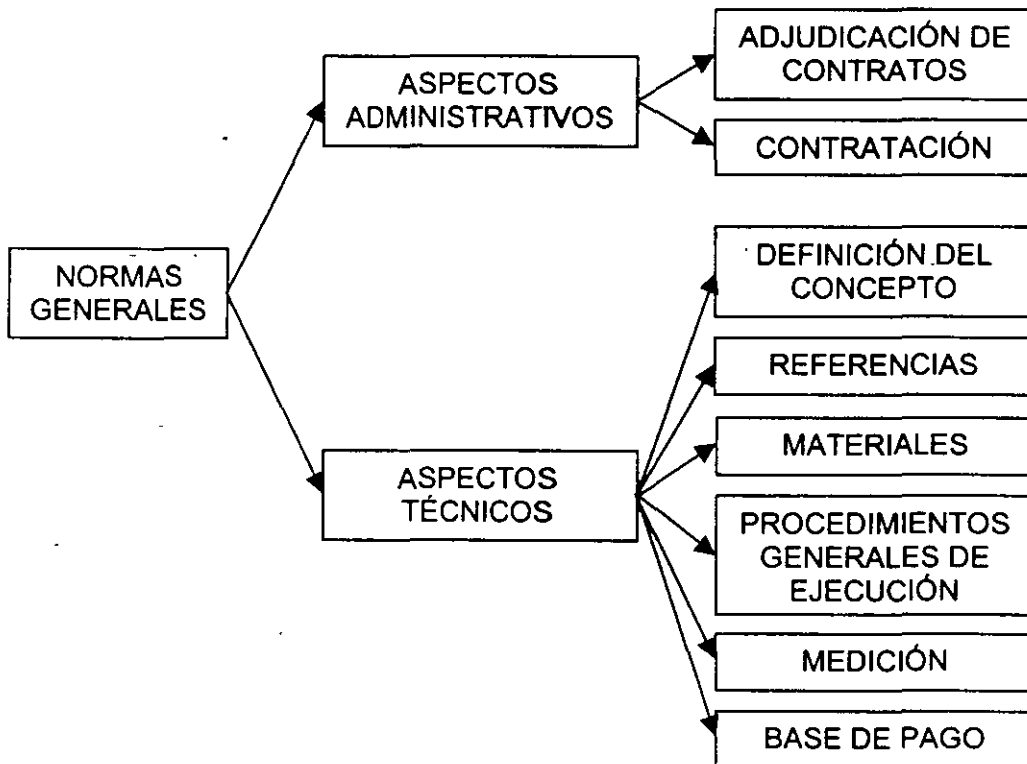 NORMAS
GENERALES
ASPECTOS
ADMINISTRATIVOS
ADJUDICACIÓN DE
CONTRATOS
CONTRATACIÓN
ASPECTOS
TÉCNICOS
DEFINICIÓN DEL
CONCEPTO
REFERENCIAS
MATERIALES
PROCEDIMIENTOS
GENERALES DE
EJECUCIÓN
MEDICIÓN
BASE DE PAGO